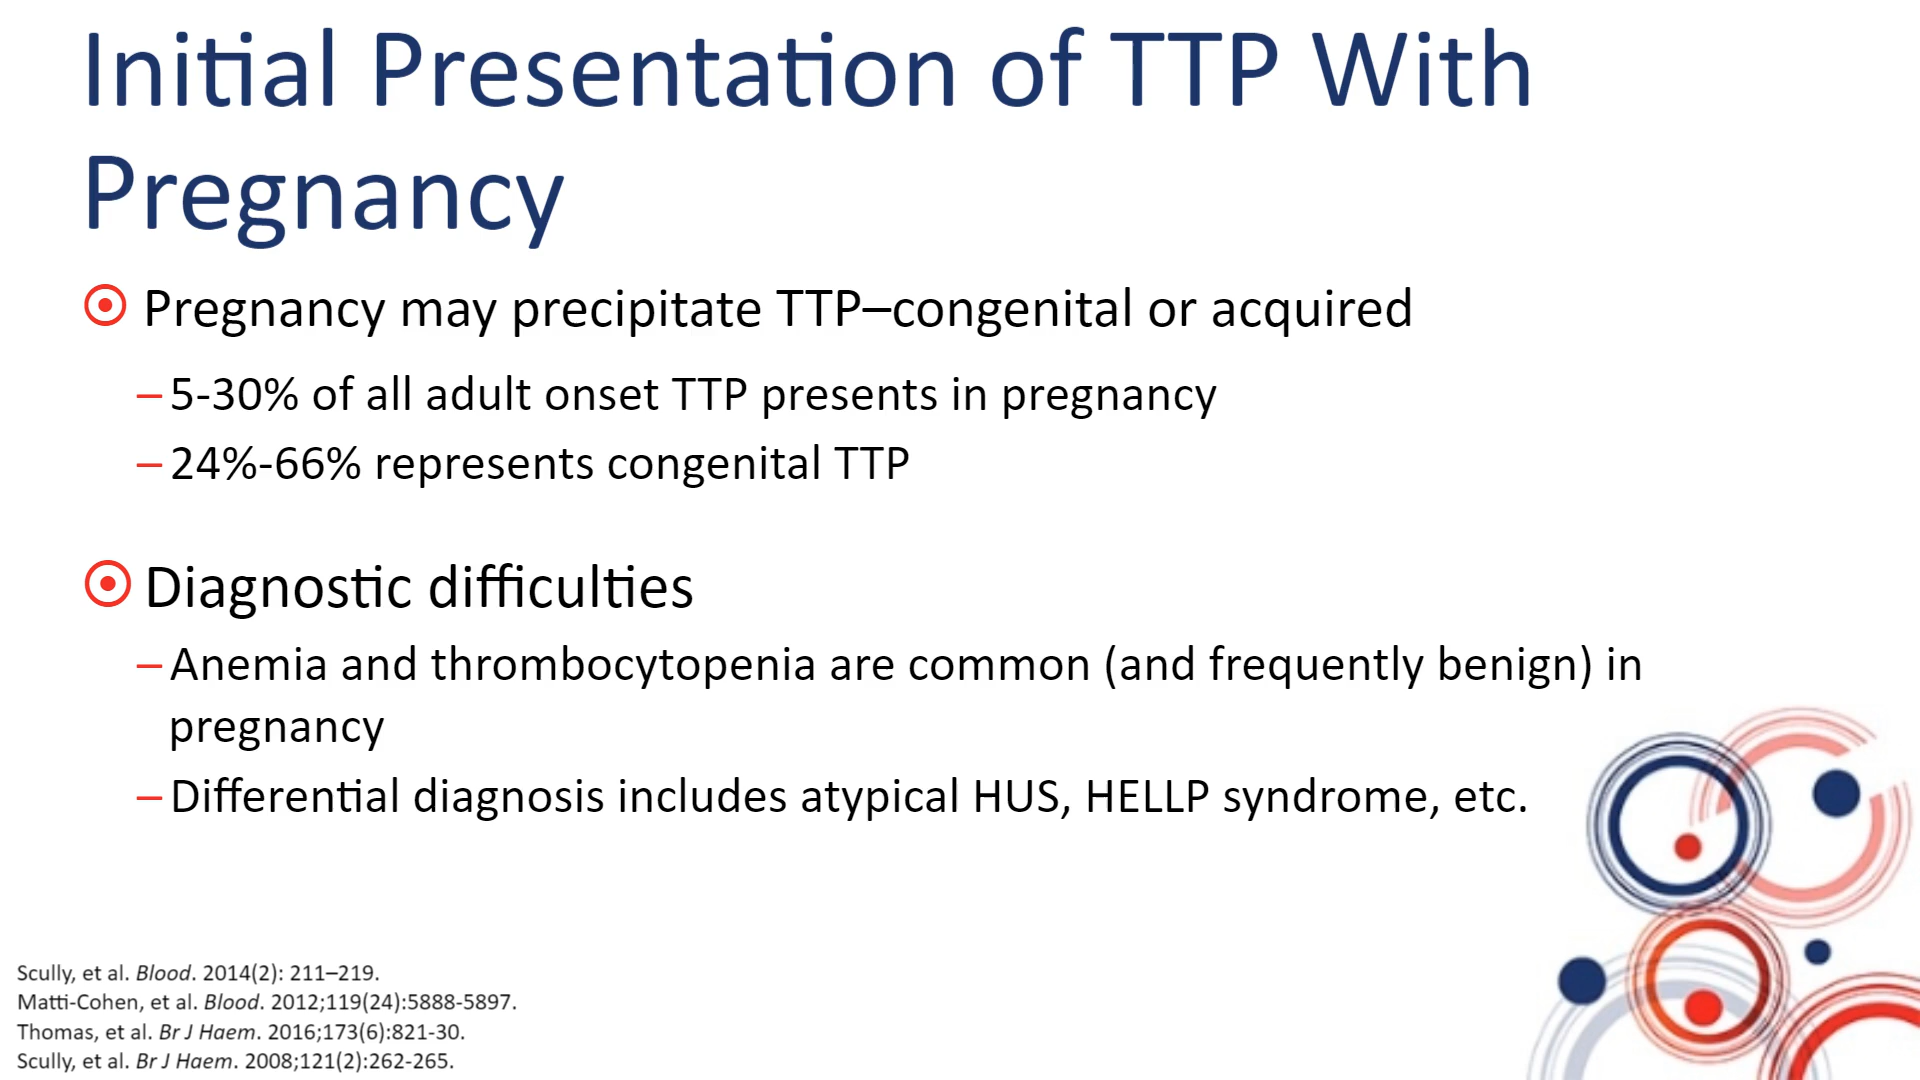 Initial Presentation of TTP With
Pregnancy
Pregnancy may precipitate TTP–congenital or acquired
–5-30% of all adult onset TTP presents in pregnancy
–24%-66% represents congenital TTP
Diagnostic difficulties
–Anemia and thrombocytopenia are common (and frequently benign) in
pregnancy
–Differential diagnosis includes atypical HUS, HELLP syndrome, etc.
Scully, et al. Blood. 2014(2): 211–219.
Matti-Cohen, et al. Blood. 2012;119(24):5888-5897.
Thomas, et al. Br J Haem. 2016;173(6):821-30.
Scully, et al. Br J Haem. 2008;121(2):262-265.